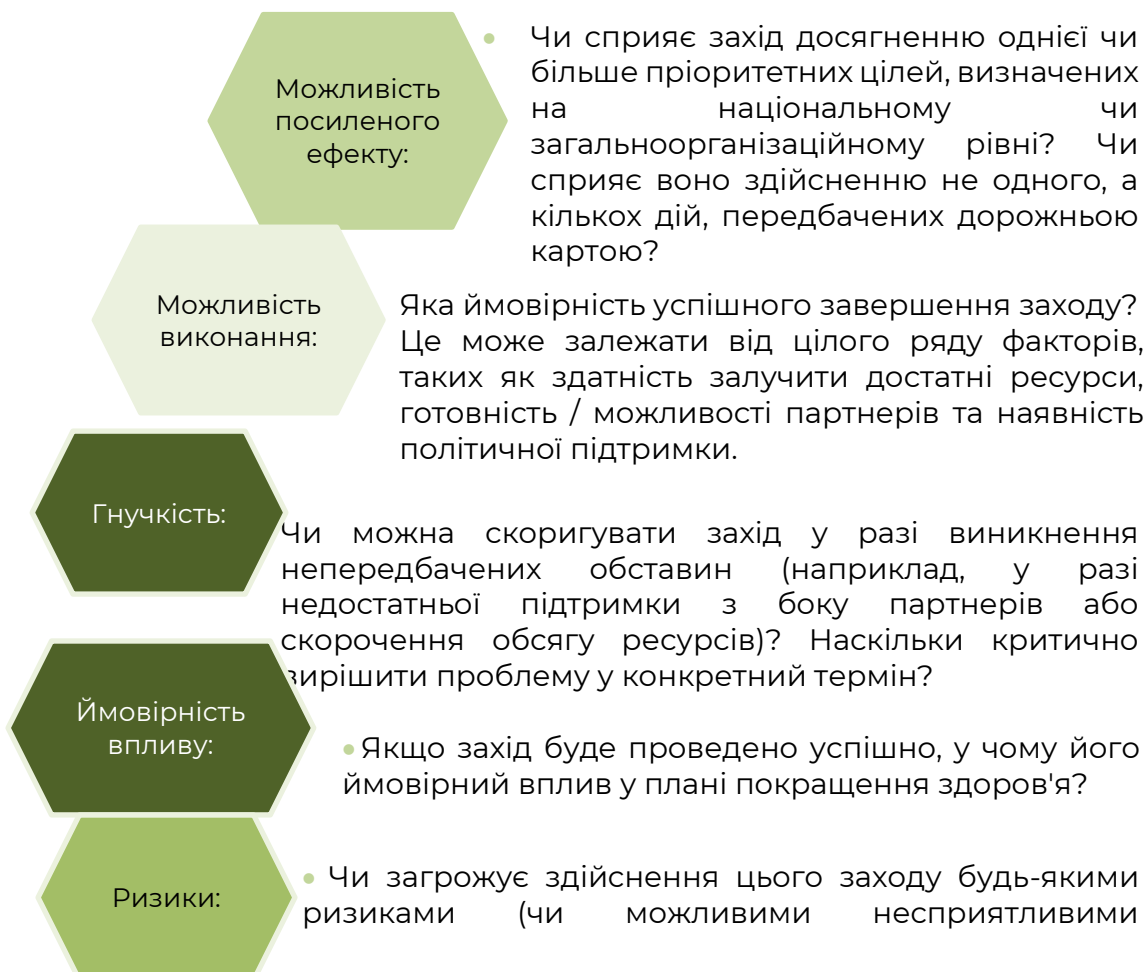 Можливість
посиленого
ефекту:
• Чи сприяє захід досягненню однієї чи
більше пріоритетних цілей, визначених
на національному чи
загальноорганізаційному рівні? Чи
сприяє воно здійсненню не одного, а
кількох дій, передбачених дорожньою
картою?
Можливість
виконання:
Яка ймовірність успішного завершення заходу?
Це може залежати від цілого ряду факторів,
таких як здатність залучити достатні ресурси,
готовність / можливості партнерів та наявність
політичної підтримки.
Гнучкість:
Чи можна скоригувати захід у разі виникнення
непередбачених обставин (наприклад, у разі
недостатньої підтримки з боку партнерів або
скорочення обсягу ресурсів)? Наскільки критично
вирішити проблему у конкретний термін?
Ймовірність
впливу:
• Якщо захід буде проведено успішно, у чому його
ймовірний вплив у плані покращення здоров'я?
Ризики:
• Чи загрожує здійснення цього заходу будь-якими
ризиками (чи можливими несприятливими